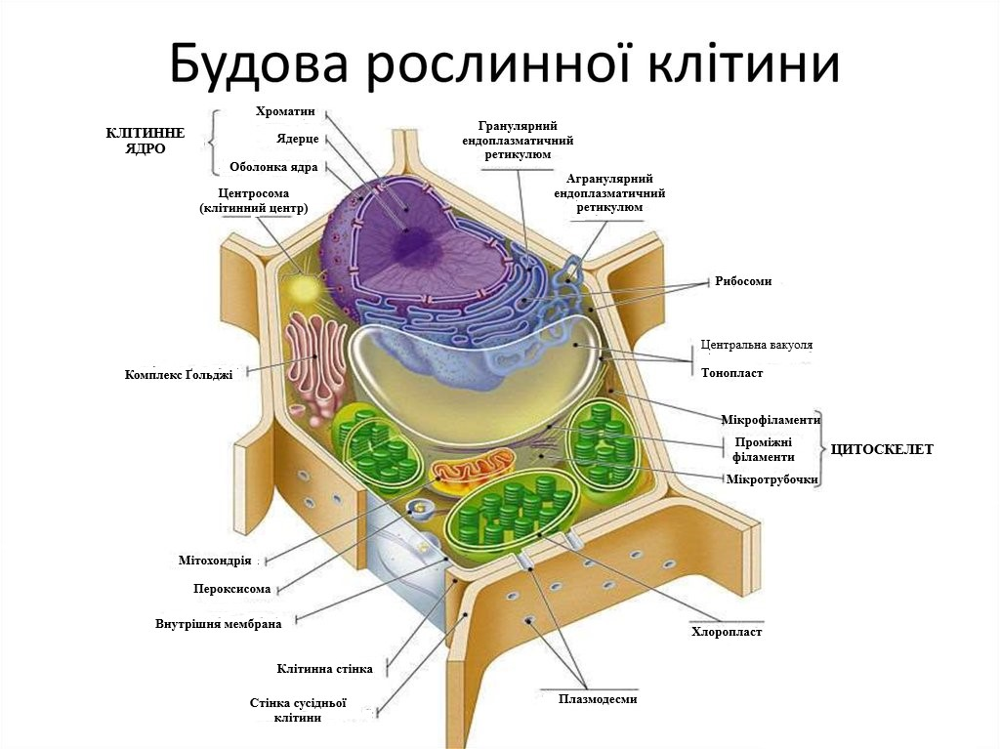 Будова рослинної клітини
Хроматин
КЛІТИННЕ
ЯДРО
Ядерце
Оболонка ядра
Центросома
(клітинний центр)
Гранулярний
ендоплазматичний
ретикулюм
Агранулярний
ендоплазматичний
ретикулюм
Рибосоми
Центральна вакуоля
Тонопласт
Комплекс Ґольджі
Мікрофіламенти
Проміжні
філаменти
Мікротрубочки
ЦИТОСКЕЛЕТ
Мітохондрія
Пероксисома
Внутрішня мембрана
Клітинна стінка
Стінка сусідньої
клітини
Хлоропласт
Плазмодесми